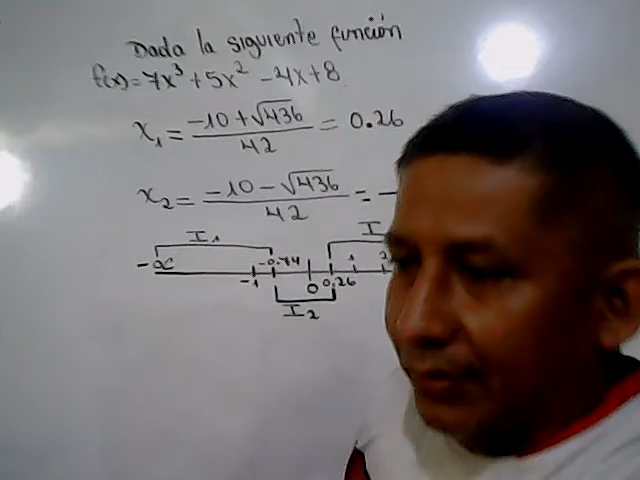 Dada la siguiente función
f(x) = 7x³ + 5x² - 4x + 8
x₁ = (-10 + √436) / 42 = 0.26
x₂ = (-10 - √436) / 42 = -
I₁ I
-∝ -0.74 1 2
-1 0 0.26
I₂